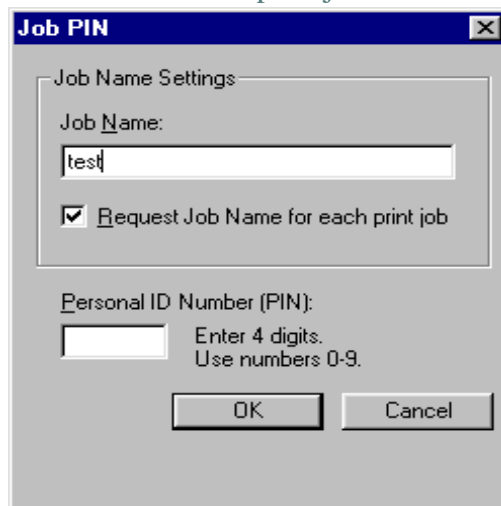 Job PIN
Job Name Settings
Job Name:
test
Request Job Name for each print job
Personal ID Number (PIN):
Enter 4 digits.
Use numbers 0-9.
OK
Cancel